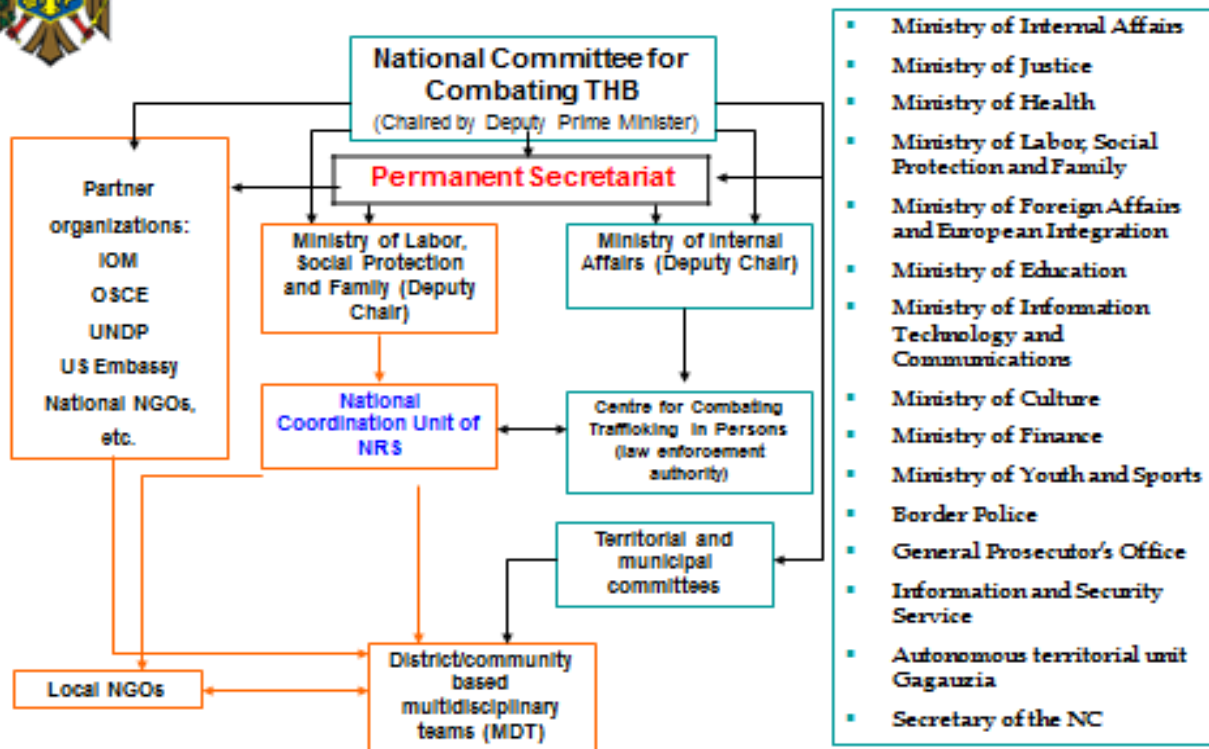 National Committee for
Combating THB
(Chaired by Deputy Prime Minister)
Permanent Secretariat
Partner
organizations:
IOM
OSCE
UNDP
US Embassy
National NGOs,
etc.
Ministry of Labor,
Social Protection
and Family (Deputy
Chair)
Ministry of Internal
Affairs (Deputy Chair)
National
Coordination Unit of
NRS
Centre for Combating
Trafficking in Persons
(law enforcement
authority)
Territorial and
municipal
committees
Local NGOs
District/community
based
multidisciplinary
teams (MDT)
▪ Ministry of Internal Affairs
▪ Ministry of Justice
▪ Ministry of Health
▪ Ministry of Labor, Social
Protection and Family
▪ Ministry of Foreign Affairs
and European Integration
▪ Ministry of Education
▪ Ministry of Information
Technology and
Communications
▪ Ministry of Culture
▪ Ministry of Finance
▪ Ministry of Youth and Sports
▪ Border Police
▪ General Prosecutor's Office
▪ Information and Security
Service
▪ Autonomous territorial unit
Gagauzia
▪ Secretary of the NC